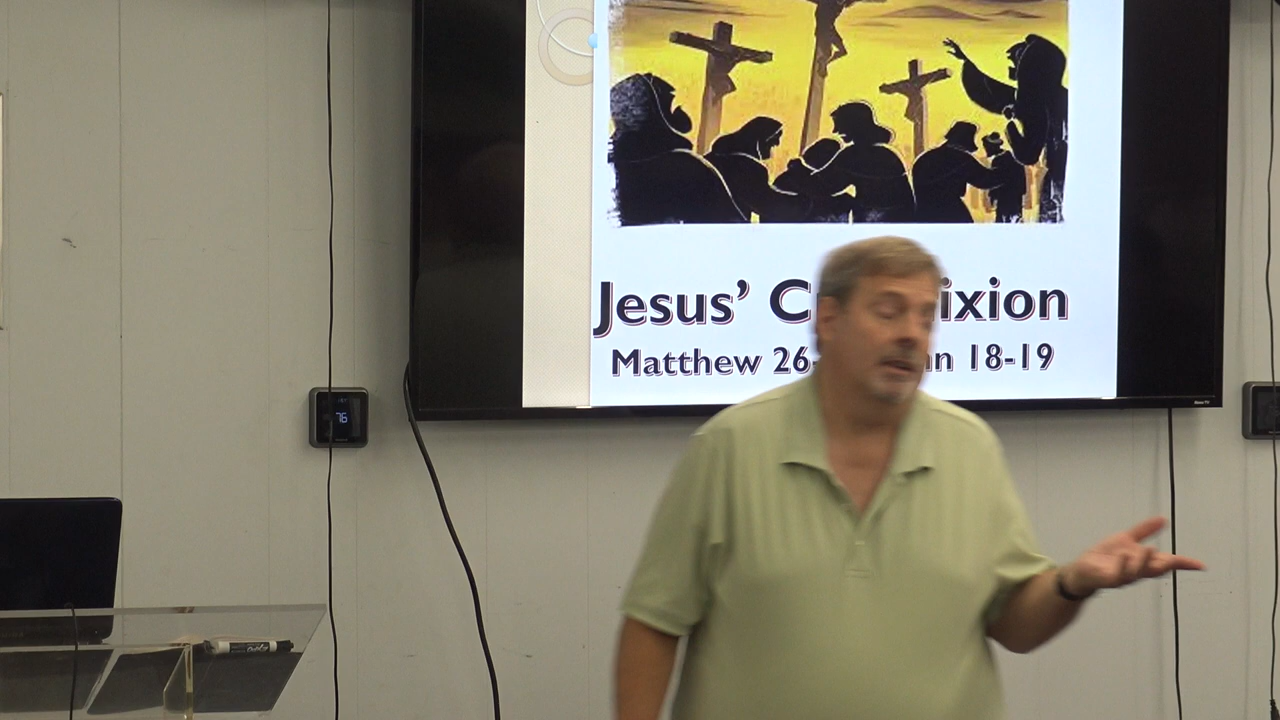 Jesus’ C ixion
Matthew 26- n 18-19
76